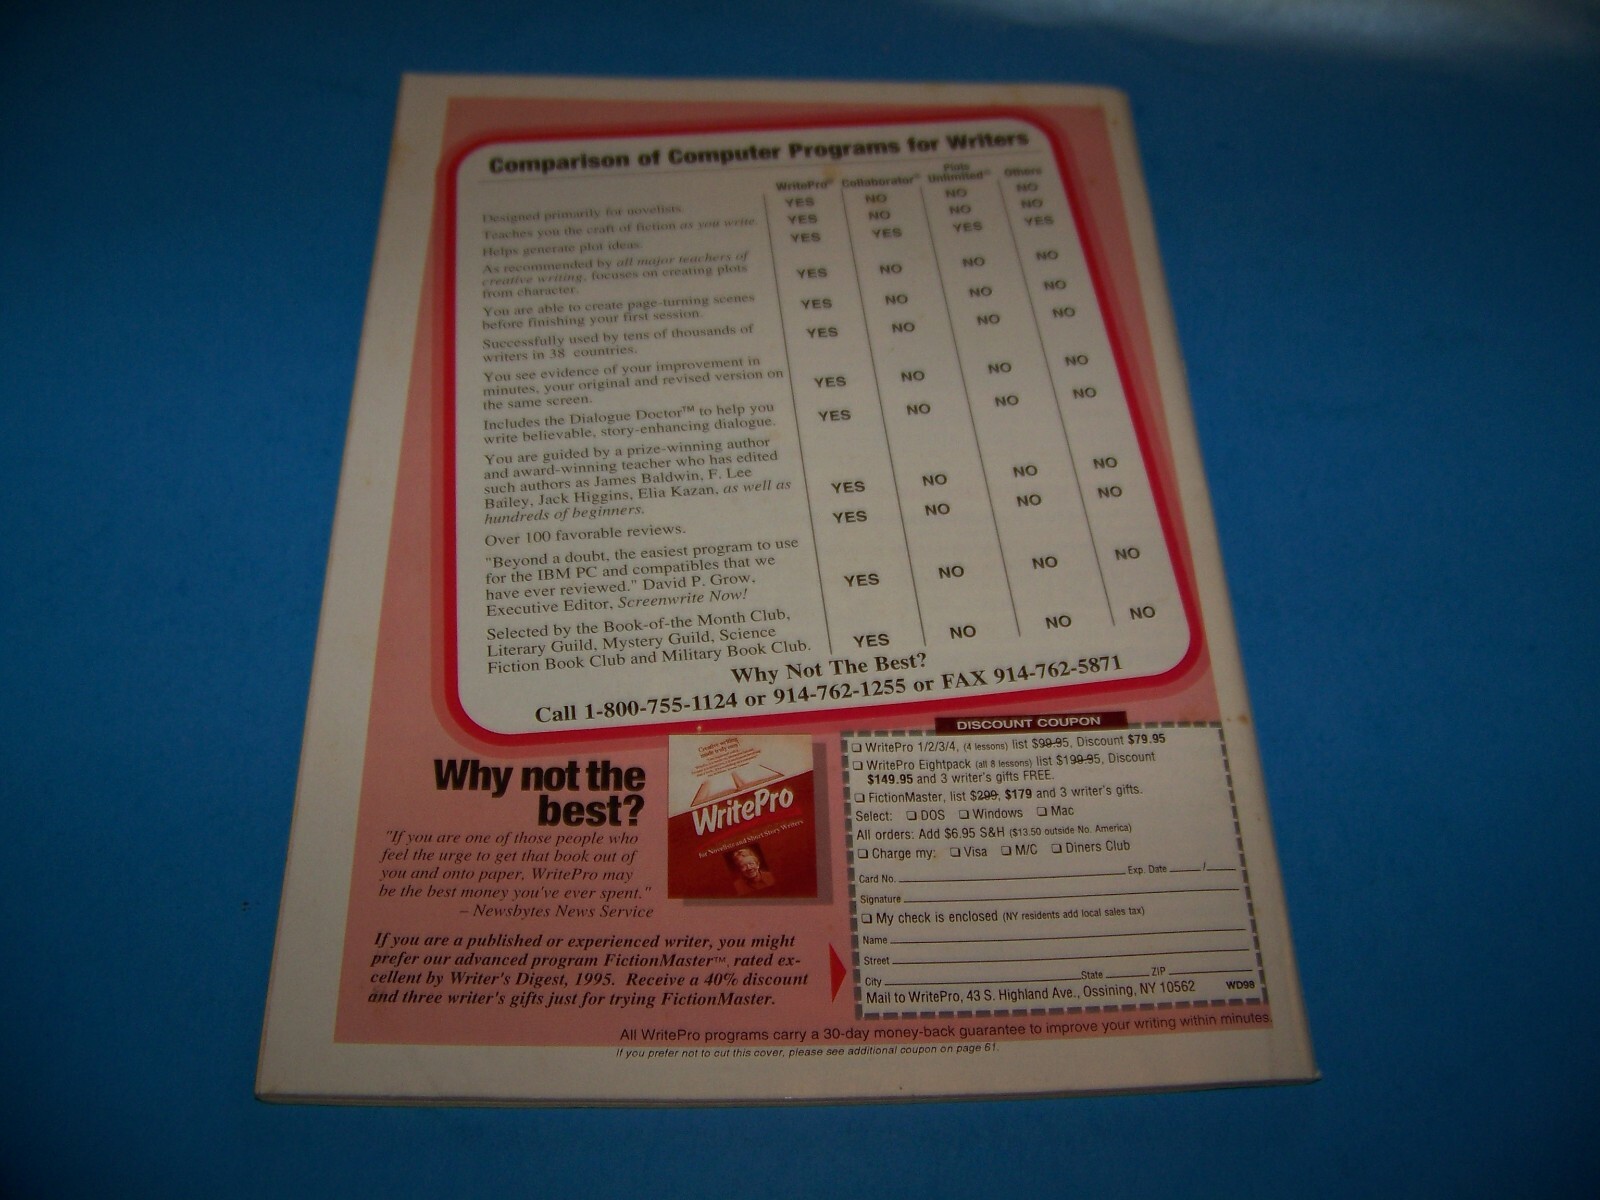 Comparison of Computer Programs for Writers
WritePro™ Collaborator™ Plots Unlimited™ Others
Designed primarily for novelists. YES NO NO NO
Teaches you the craft of fiction as you write YES NO NO NO
Helps generate plot ideas. YES YES YES YES
As recommended by all major teachers of
creative writing, focuses on creating plots
from character. YES NO NO NO
You are able to create page-turning scenes
before finishing your first session. YES NO NO NO
Successfully used by tens of thousands of
writers in 38 countries. YES NO NO NO
You see evidence of your improvement in
minutes, your original and revised version on
the same screen. YES NO NO NO
Includes the Dialogue Doctor™ to help you
write believable, story-enhancing dialogue. YES NO NO NO
You are guided by a prize-winning author
and award-winning teacher who has edited
such authors as James Baldwin, F. Lee
Bailey, Jack Higgins, Elia Kazan, as well as
hundreds of beginners. YES NO NO NO
Over 100 favorable reviews. YES NO NO NO
"Beyond a doubt, the easiest program to use
for the IBM PC and compatibles that we
have ever reviewed." David P. Grow,
Executive Editor, Screenwrite Now! YES NO NO NO
Selected by the Book-of-the Month Club,
Literary Guild, Mystery Guild, Science
Fiction Book Club and Military Book Club. YES NO NO NO
Why Not The Best?
Call 1-800-755-1124 or 914-762-1255 or FAX 914-762-5871
Why not the
best?
"If you are one of those people who
feel the urge to get that book out of
you and onto paper, WritePro may
be the best money you've ever spent."
– Newsbytes News Service
If you are a published or experienced writer, you might
prefer our advanced program FictionMaster™, rated ex-
cellent by Writer's Digest, 1995. Receive a 40% discount
and three writer's gifts just for trying FictionMaster.
Creative writing
made truly easy
WritePro
for Novelists and Short Story Writers
DISCOUNT COUPON
❏ WritePro 1/2/3/4, (4 lessons) list $99.95, Discount $79.95
❏ WritePro Eightpack (all 8 lessons) list $199.95, Discount
$149.95 and 3 writer's gifts FREE.
❏ FictionMaster, list $299, $179 and 3 writer's gifts.
Select: ❏ DOS ❏ Windows ❏ Mac
All orders: Add $6.95 S&H ($13.50 outside No. America)
❏ Charge my: ❏ Visa ❏ M/C ❏ Diners Club
Card No. Exp. Date /
Signature
❏ My check is enclosed (NY residents add local sales tax)
Name
Street
City State ZIP
Mail to WritePro, 43 S. Highland Ave., Ossining, NY 10562 WD98
All WritePro programs carry a 30-day money-back guarantee to improve your writing within minutes.
If you prefer not to cut this cover, please see additional coupon on page 61.